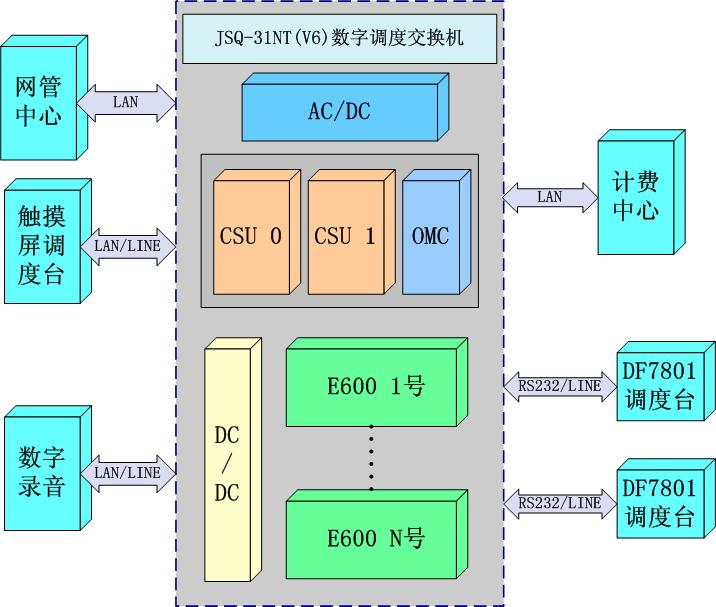 JSQ-31NT(V6)数字调度交换机
网管
中心
LAN
AC/DC
触摸
屏调
度台
LAN/LINE
CSU 0
CSU 1
OMC
LAN
计费
中心
数字
录音
LAN/LINE
DC
/
DC
E600 1号
E600 N号
RS232/LINE
DF7801
调度台
RS232/LINE
DF7801
调度台